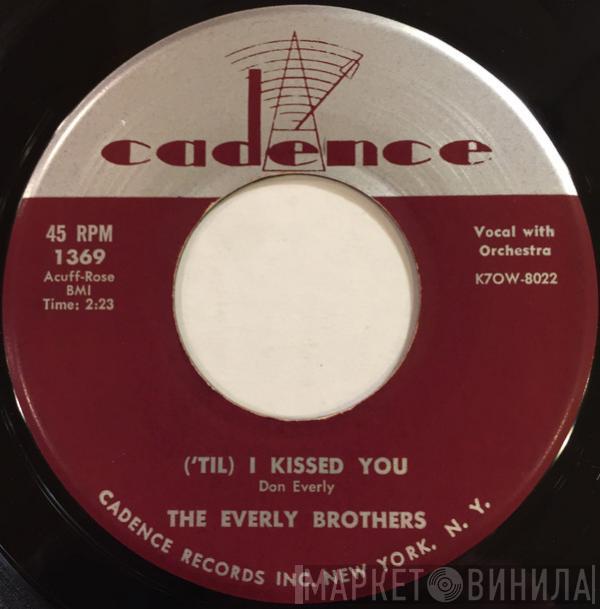 cadence
45 RPM
1369
Acuff-Rose
BMI
Time: 2:23
Vocal with
Orchestra
K7OW-8022
('TIL) I KISSED YOU
Don Everly
THE EVERLY BROTHERS
CADENCE RECORDS INC. NEW YORK, N. Y.
МАРКЕТ ВИНИЛА